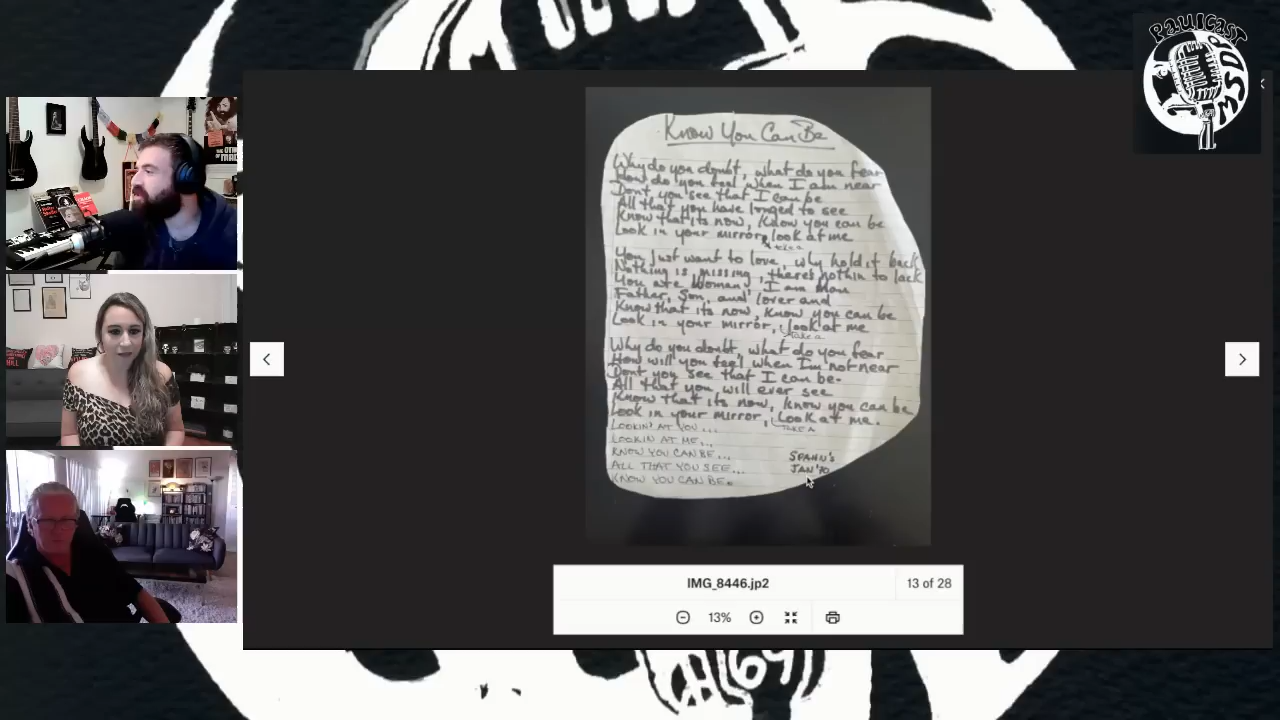 Paulcast
Know You Can Be
Why do you doubt, what do you fear
How do you feel when I am near
Dont you see that I can be
All that you have longed to see
Know that its now, Know you can be
Look in your mirror, look at me
take a
You just want to love, why hold it back
Nothing is missing, theres nothin to lack
You are Woman, I am Man
Father, Son, and lover and
Know that its now, Know you can be
Look in your mirror, look at me
take a
Why do you doubt, what do you fear
How will you feel when I'm not near
Dont you see that I can be
All that you will ever see
Know that its now, know you can be
Look in your mirror, Look at me.
TAKE A
LOOKIN' AT YOU...
LOOKIN AT ME...
KNOW YOU CAN BE...
ALL THAT YOU SEE...
KNOW YOU CAN BE.
SPAHN'S
JAN '70
IMG_8446.jp2
13 of 28
13%